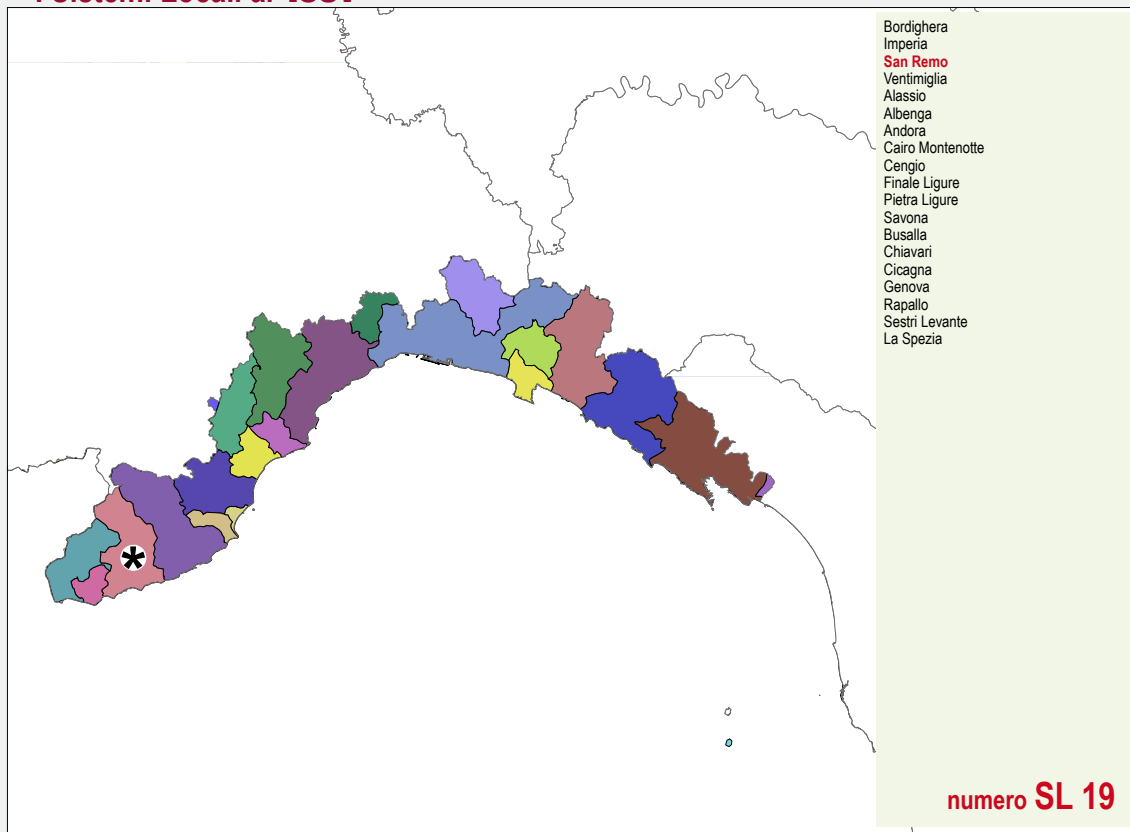 Bordighera
Imperia
San Remo
Ventimiglia
Alassio
Albenga
Andora
Cairo Montenotte
Cengio
Finale Ligure
Pietra Ligure
Savona
Busalla
Chiavari
Cicagna
Genova
Rapallo
Sestri Levante
La Spezia
*
numero SL 19